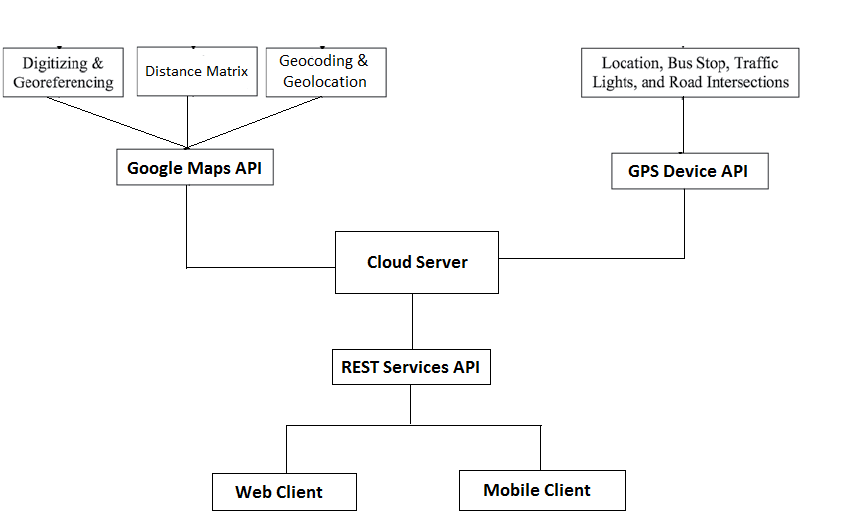 Digitizing &
Georeferencing
Distance Matrix
Geocoding &
Geolocation
Location, Bus Stop, Traffic
Lights, and Road Intersections
Google Maps API
GPS Device API
Cloud Server
REST Services API
Web Client
Mobile Client